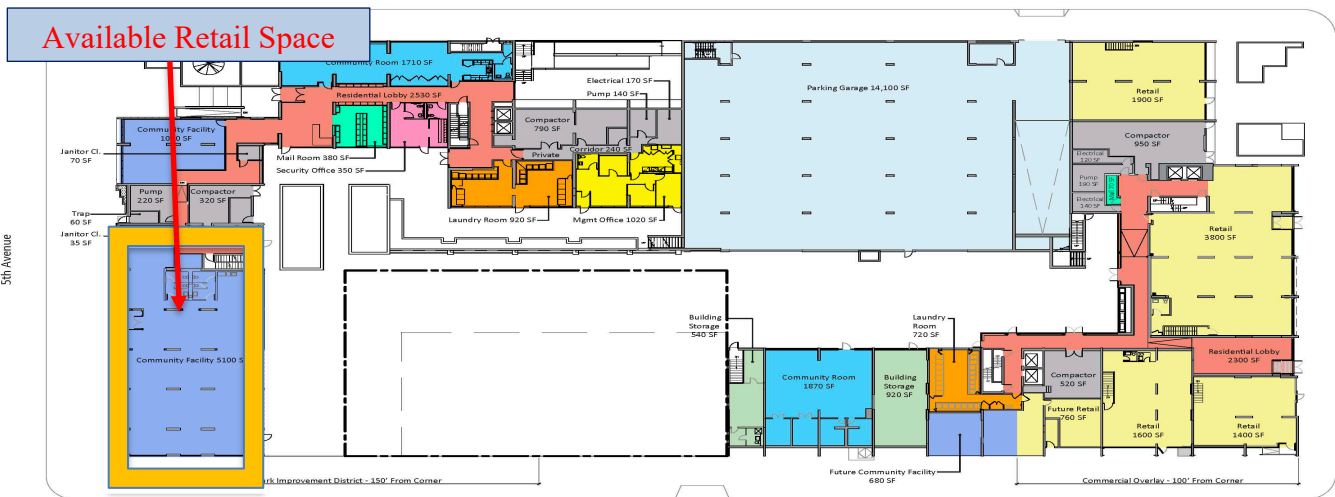 Available Retail Space
Community Room 1710 SF
Residential Lobby 2530 SF
Electrical 170 SF
Pump 140 SF
Parking Garage 14,100 SF
Retail
1900 SF
Compactor
790 SF
Compactor
950 SF
Community Facility
Janitor Cl.
70 SF
Mail Room 380 SF
Security Office 350 SF
Private
Corridor 240 SF
Electrical
120 SF
Pump
190 SF
Electrical
140 SF
Pump
220 SF
Compactor
320 SF
Laundry Room 920 SF
Mgmt Office 1020 SF
Trap
60 SF
Janitor Cl.
35 SF
Retail
3800 SF
5th Avenue
Building
Storage
540 SF
Laundry
Room
720 SF
Community Facility 5100 S
Community Room
1870 SF
Building
Storage
920 SF
Compactor
520 SF
Residential Lobby
2300 SF
Future Retail
760 SF
Retail
1600 SF
Retail
1400 SF
Future Community Facility
680 SF
ark Improvement District - 150' From Corner
Commercial Overlay - 100' From Corner